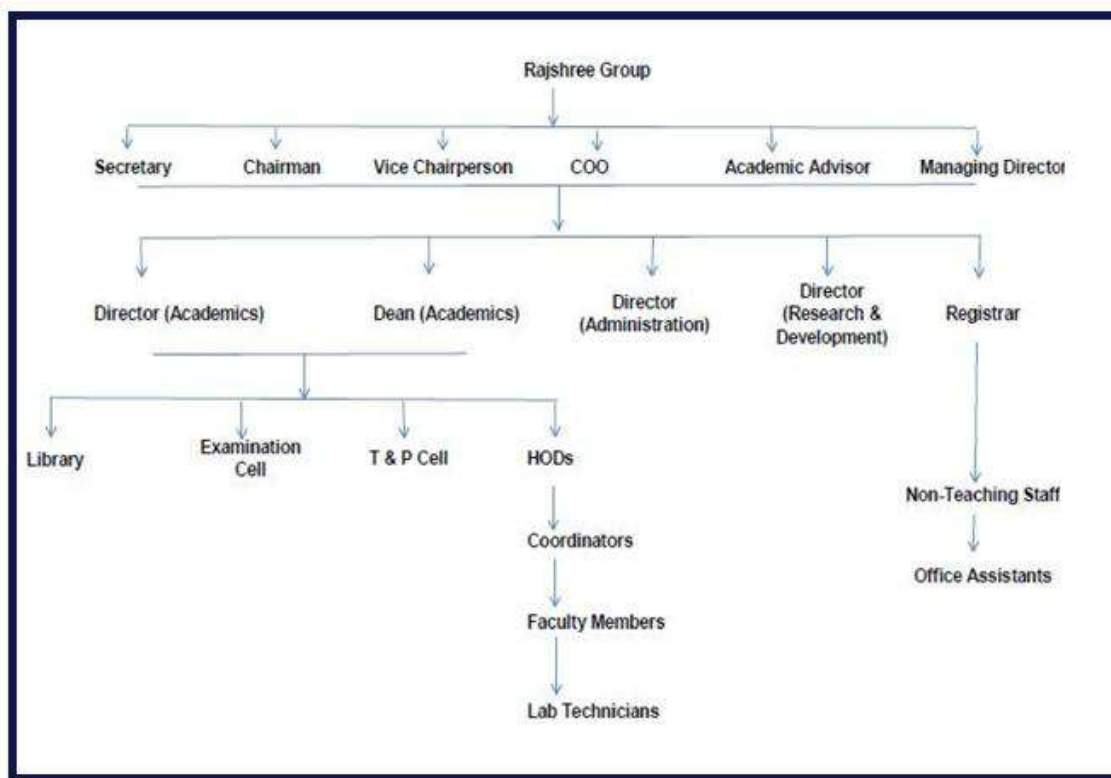 Rajshree Group
Secretary
Chairman
Vice Chairperson
COO
Academic Advisor
Managing Director
Director (Academics)
Dean (Academics)
Director
(Administration)
Director
(Research &
Development)
Registrar
Library
Examination
Cell
T & P Cell
HODs
Non-Teaching Staff
Coordinators
Office Assistants
Faculty Members
Lab Technicians